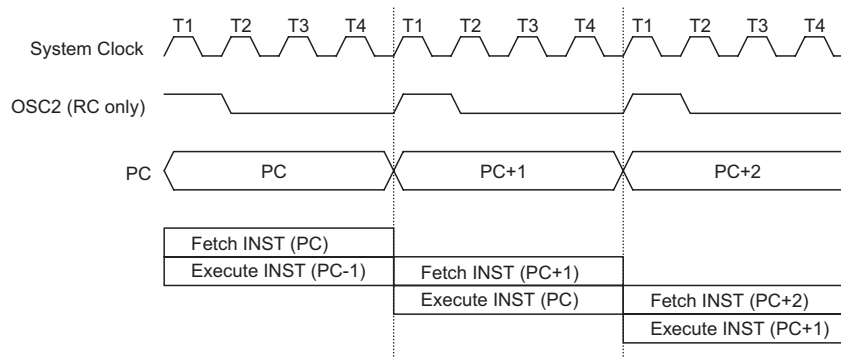 T1 T2 T3 T4 T1 T2 T3 T4 T1 T2 T3 T4
System Clock
OSC2 (RC only)
PC PC PC+1 PC+2
Fetch INST (PC)
Execute INST (PC-1) Fetch INST (PC+1)
Execute INST (PC) Fetch INST (PC+2)
Execute INST (PC+1)